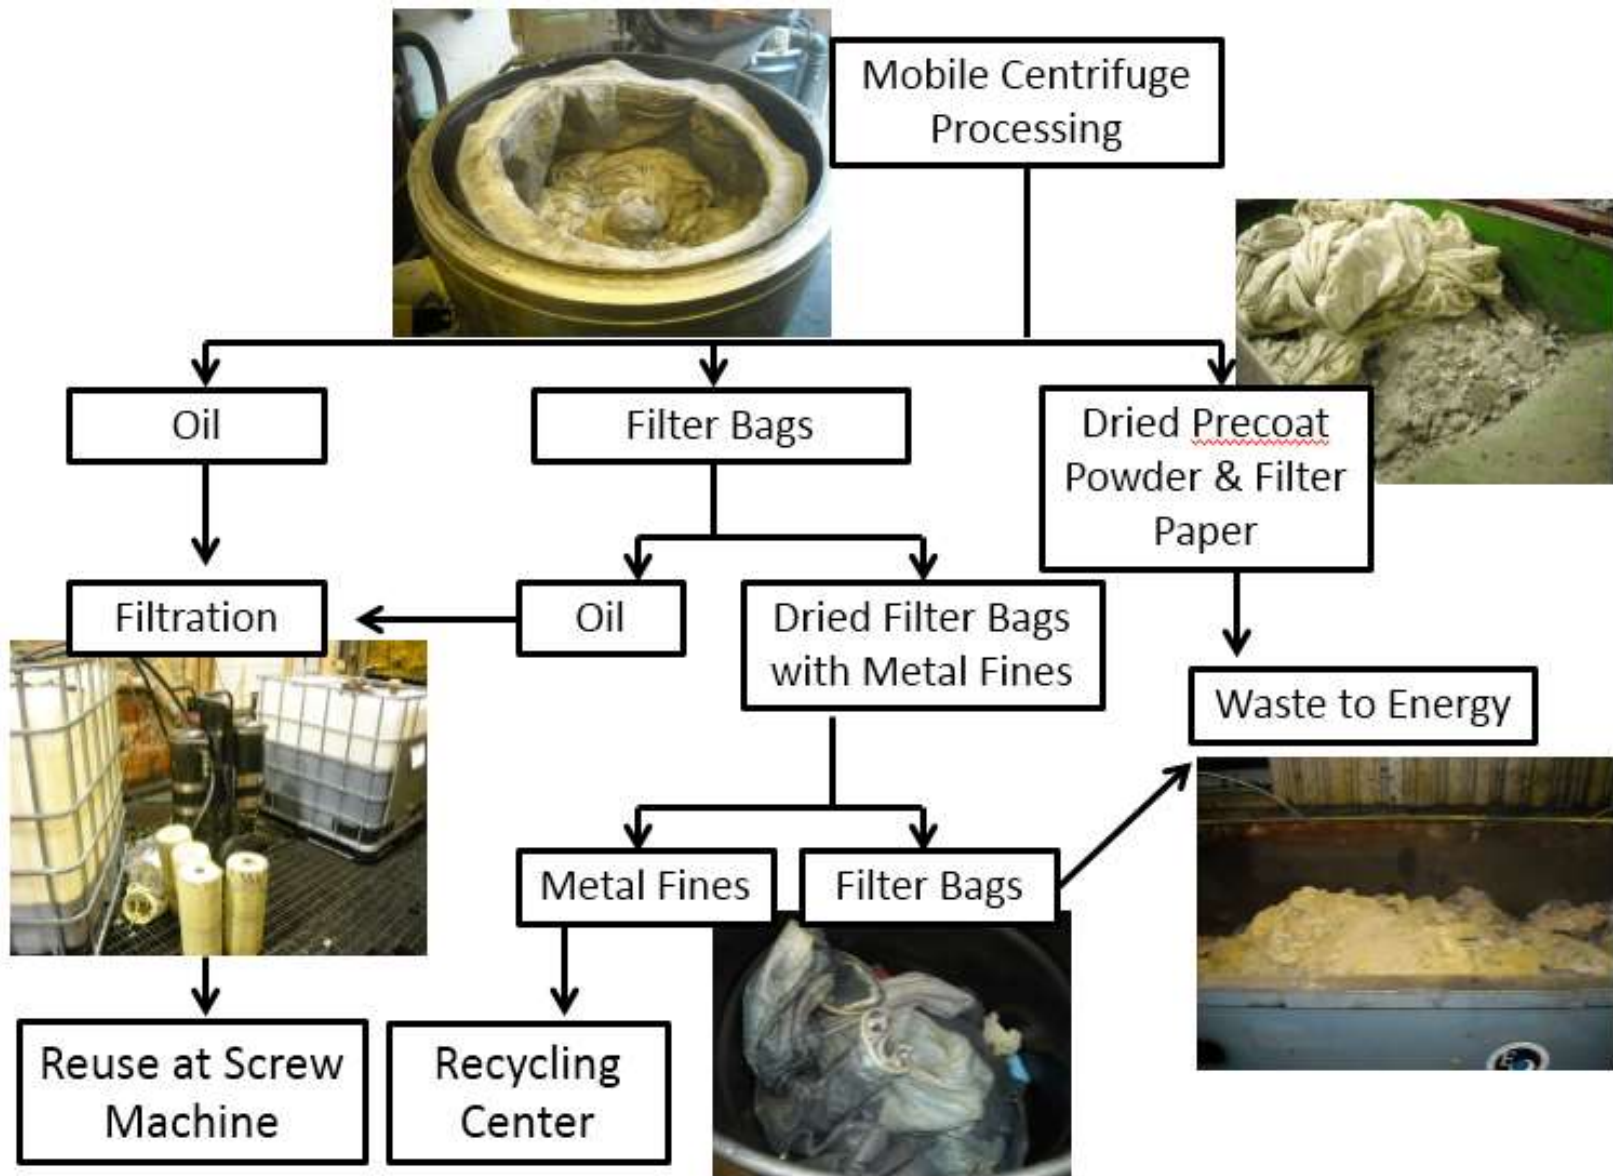 Mobile Centrifuge
Processing
Oil
Filter Bags
Dried Precoat
Powder & Filter
Paper
Filtration
Oil
Dried Filter Bags
with Metal Fines
Waste to Energy
Metal Fines
Filter Bags
Reuse at Screw
Machine
Recycling
Center